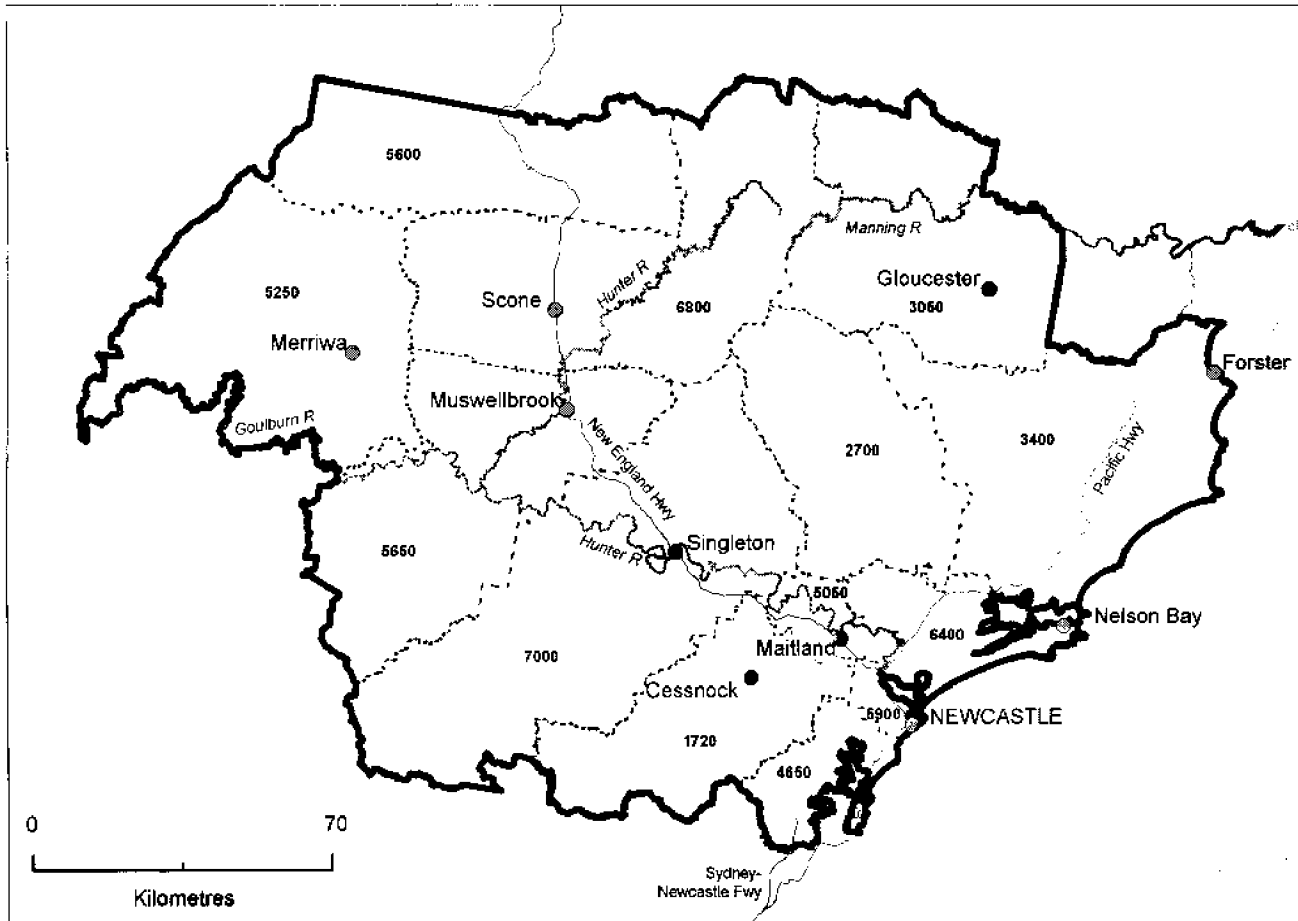 5600
Manning R
Gloucester
3050
Hunter R
5250
Scone
6800
Merriwa
Forster
Muswellbrook
Goulburn R
New England Hwy
2700
3400
Pacific Hwy
5650
Singleton
Hunter R
5050
Nelson Bay
6400
Maitland
7000
Cessnock
5900
NEWCASTLE
1720
4650
0 70
Kilometres
Sydney-
Newcastle Fwy